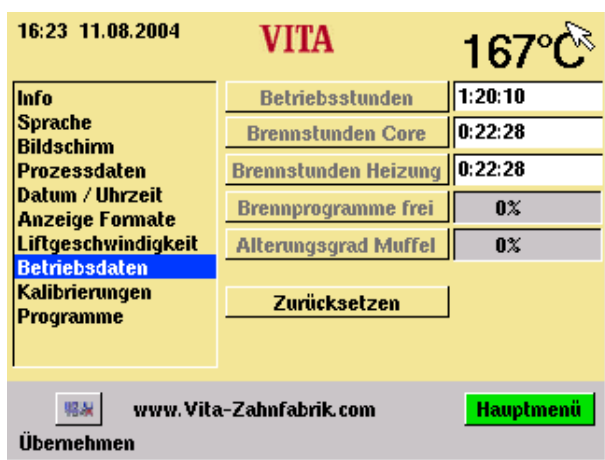 16:23 11.08.2004
VITA
167°C
Info
Sprache
Bildschirm
Prozessdaten
Datum / Uhrzeit
Anzeige Formate
Liftgeschwindigkeit
Betriebsdaten
Kalibrierungen
Programme
Betriebsstunden 1:20:10
Brennstunden Core 0:22:28
Brennstunden Heizung 0:22:28
Brennprogramme frei 0%
Alterungsgrad Muffel 0%
Zurücksetzen
www.Vita-Zahnfabrik.com
Hauptmenü
Übernehmen